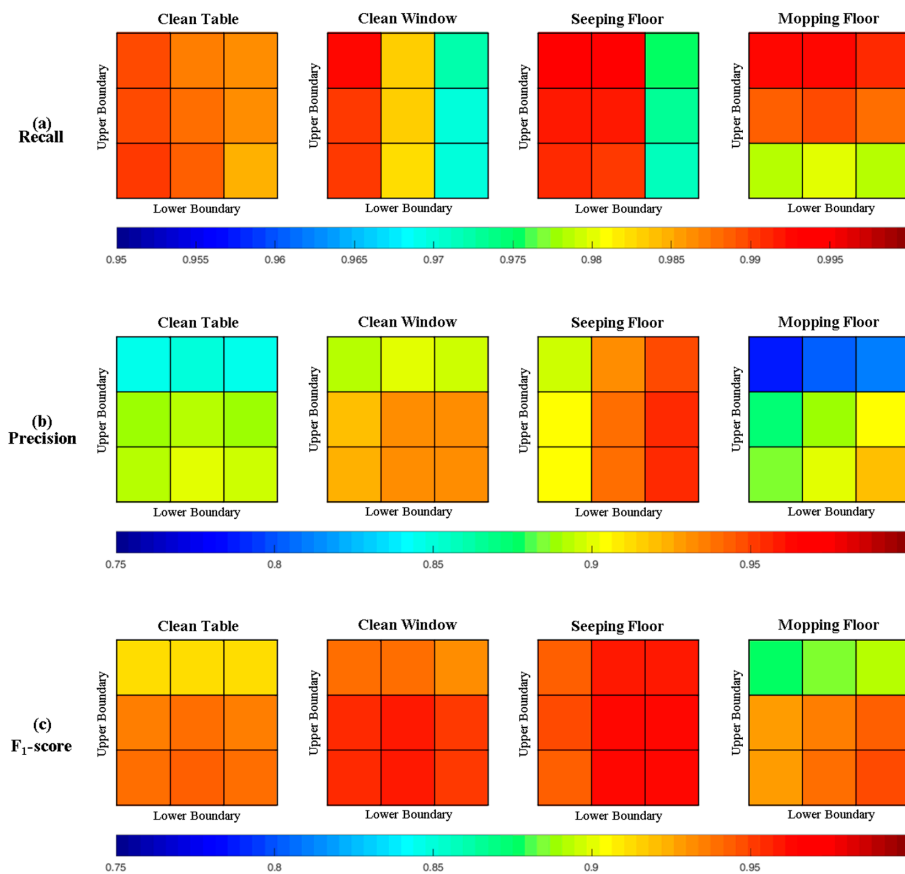 Clean Table
Clean Window
Seeping Floor
Mopping Floor
(a)
Recall
Upper Boundary
Upper Boundary
Upper Boundary
Upper Boundary
Lower Boundary
Lower Boundary
Lower Boundary
Lower Boundary
0.95 0.955 0.96 0.965 0.97 0.975 0.98 0.985 0.99 0.995
Clean Table
Clean Window
Seeping Floor
Mopping Floor
(b)
Precision
Upper Boundary
Upper Boundary
Upper Boundary
Upper Boundary
Lower Boundary
Lower Boundary
Lower Boundary
Lower Boundary
0.75 0.8 0.85 0.9 0.95
Clean Table
Clean Window
Seeping Floor
Mopping Floor
(c)
F₁-score
Upper Boundary
Upper Boundary
Upper Boundary
Upper Boundary
Lower Boundary
Lower Boundary
Lower Boundary
Lower Boundary
0.75 0.8 0.85 0.9 0.95